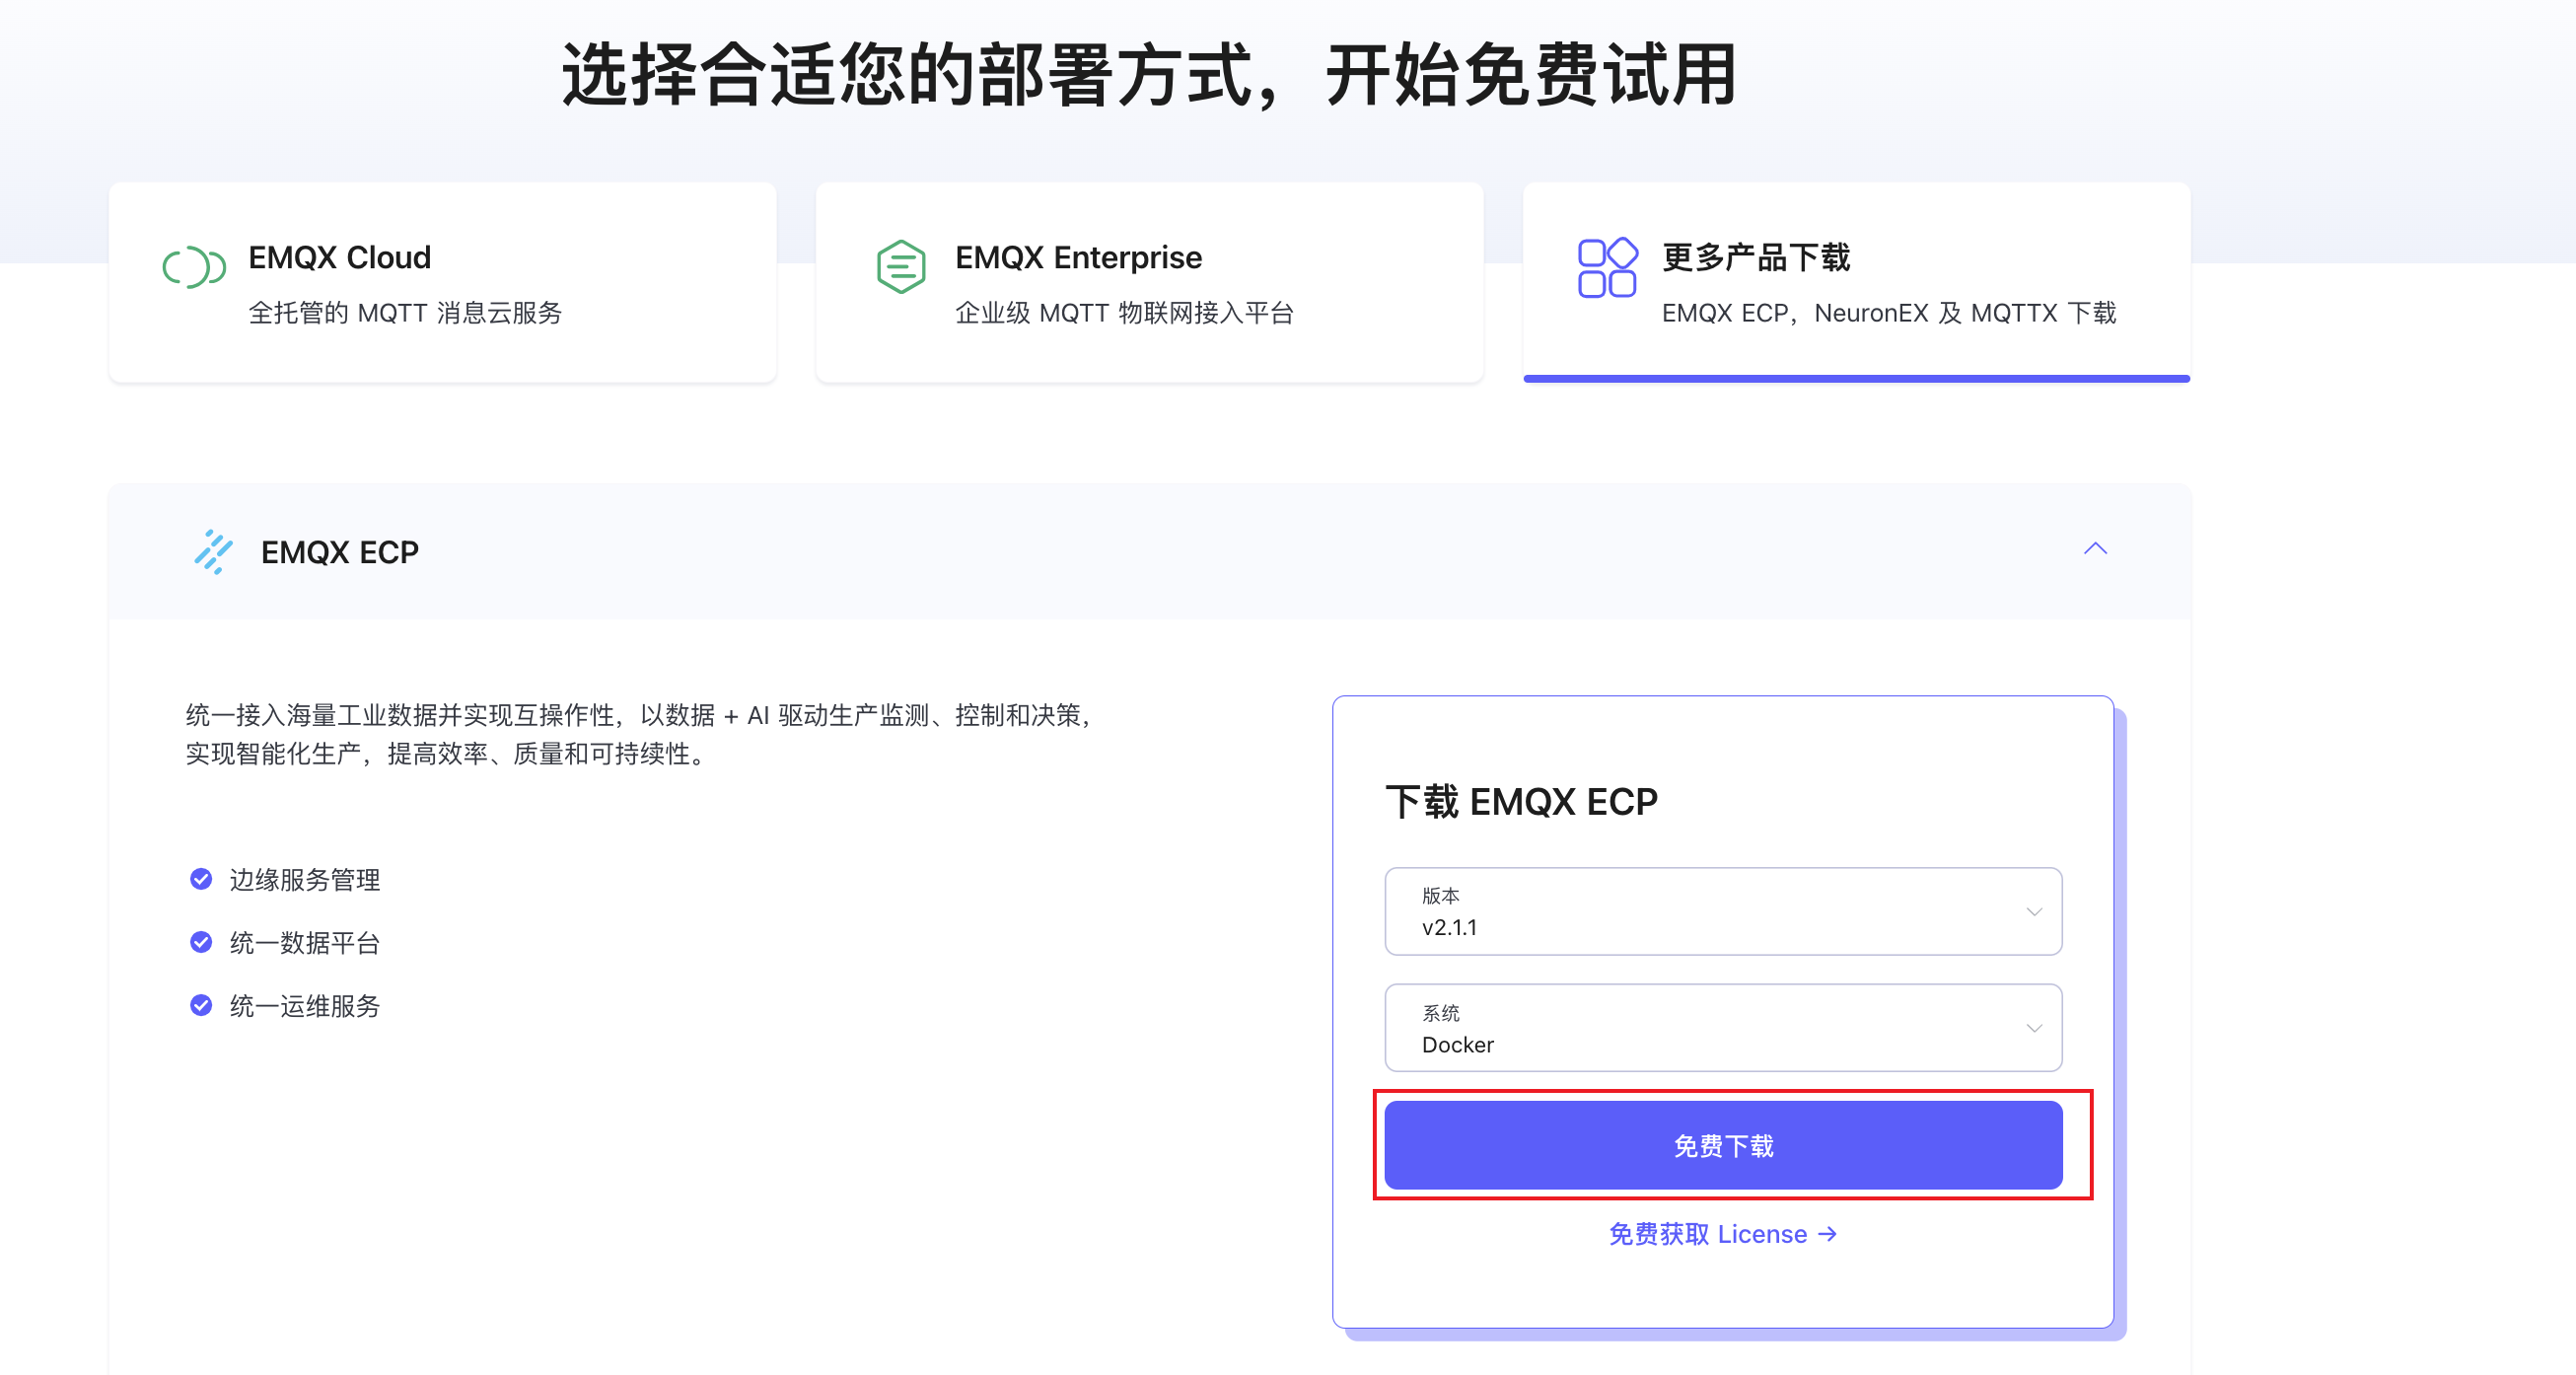 选择合适您的部署方式，开始免费试用
EMQX Cloud
全托管的 MQTT 消息云服务
EMQX Enterprise
企业级 MQTT 物联网接入平台
更多产品下载
EMQX ECP，NeuronEX 及 MQTTX 下载
EMQX ECP
统一接入海量工业数据并实现互操作性，以数据 + AI 驱动生产监测、控制和决策，
实现智能化生产，提高效率、质量和可持续性。
边缘服务管理
统一数据平台
统一运维服务
下载 EMQX ECP
版本
v2.1.1
系统
Docker
免费下载
免费获取 License →